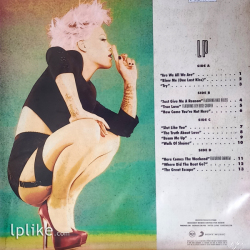 LP
SIDE A
"Are We All We Are" 1
"Blow Me (One Last Kiss)" 2
"Try" 3
SIDE B
"Just Give Me A Reason" 4
"True Love" 5
"How Come You're Not Here" 6
SIDE C
"Slut Like You" 7
"The Truth About Love" 8
"Beam Me Up" 9
"Walk Of Shame" 10
SIDE D
"Here Comes The Weekend" 11
"Where Did The Beat Go?" 12
"The Great Escape" 13
lplike.com